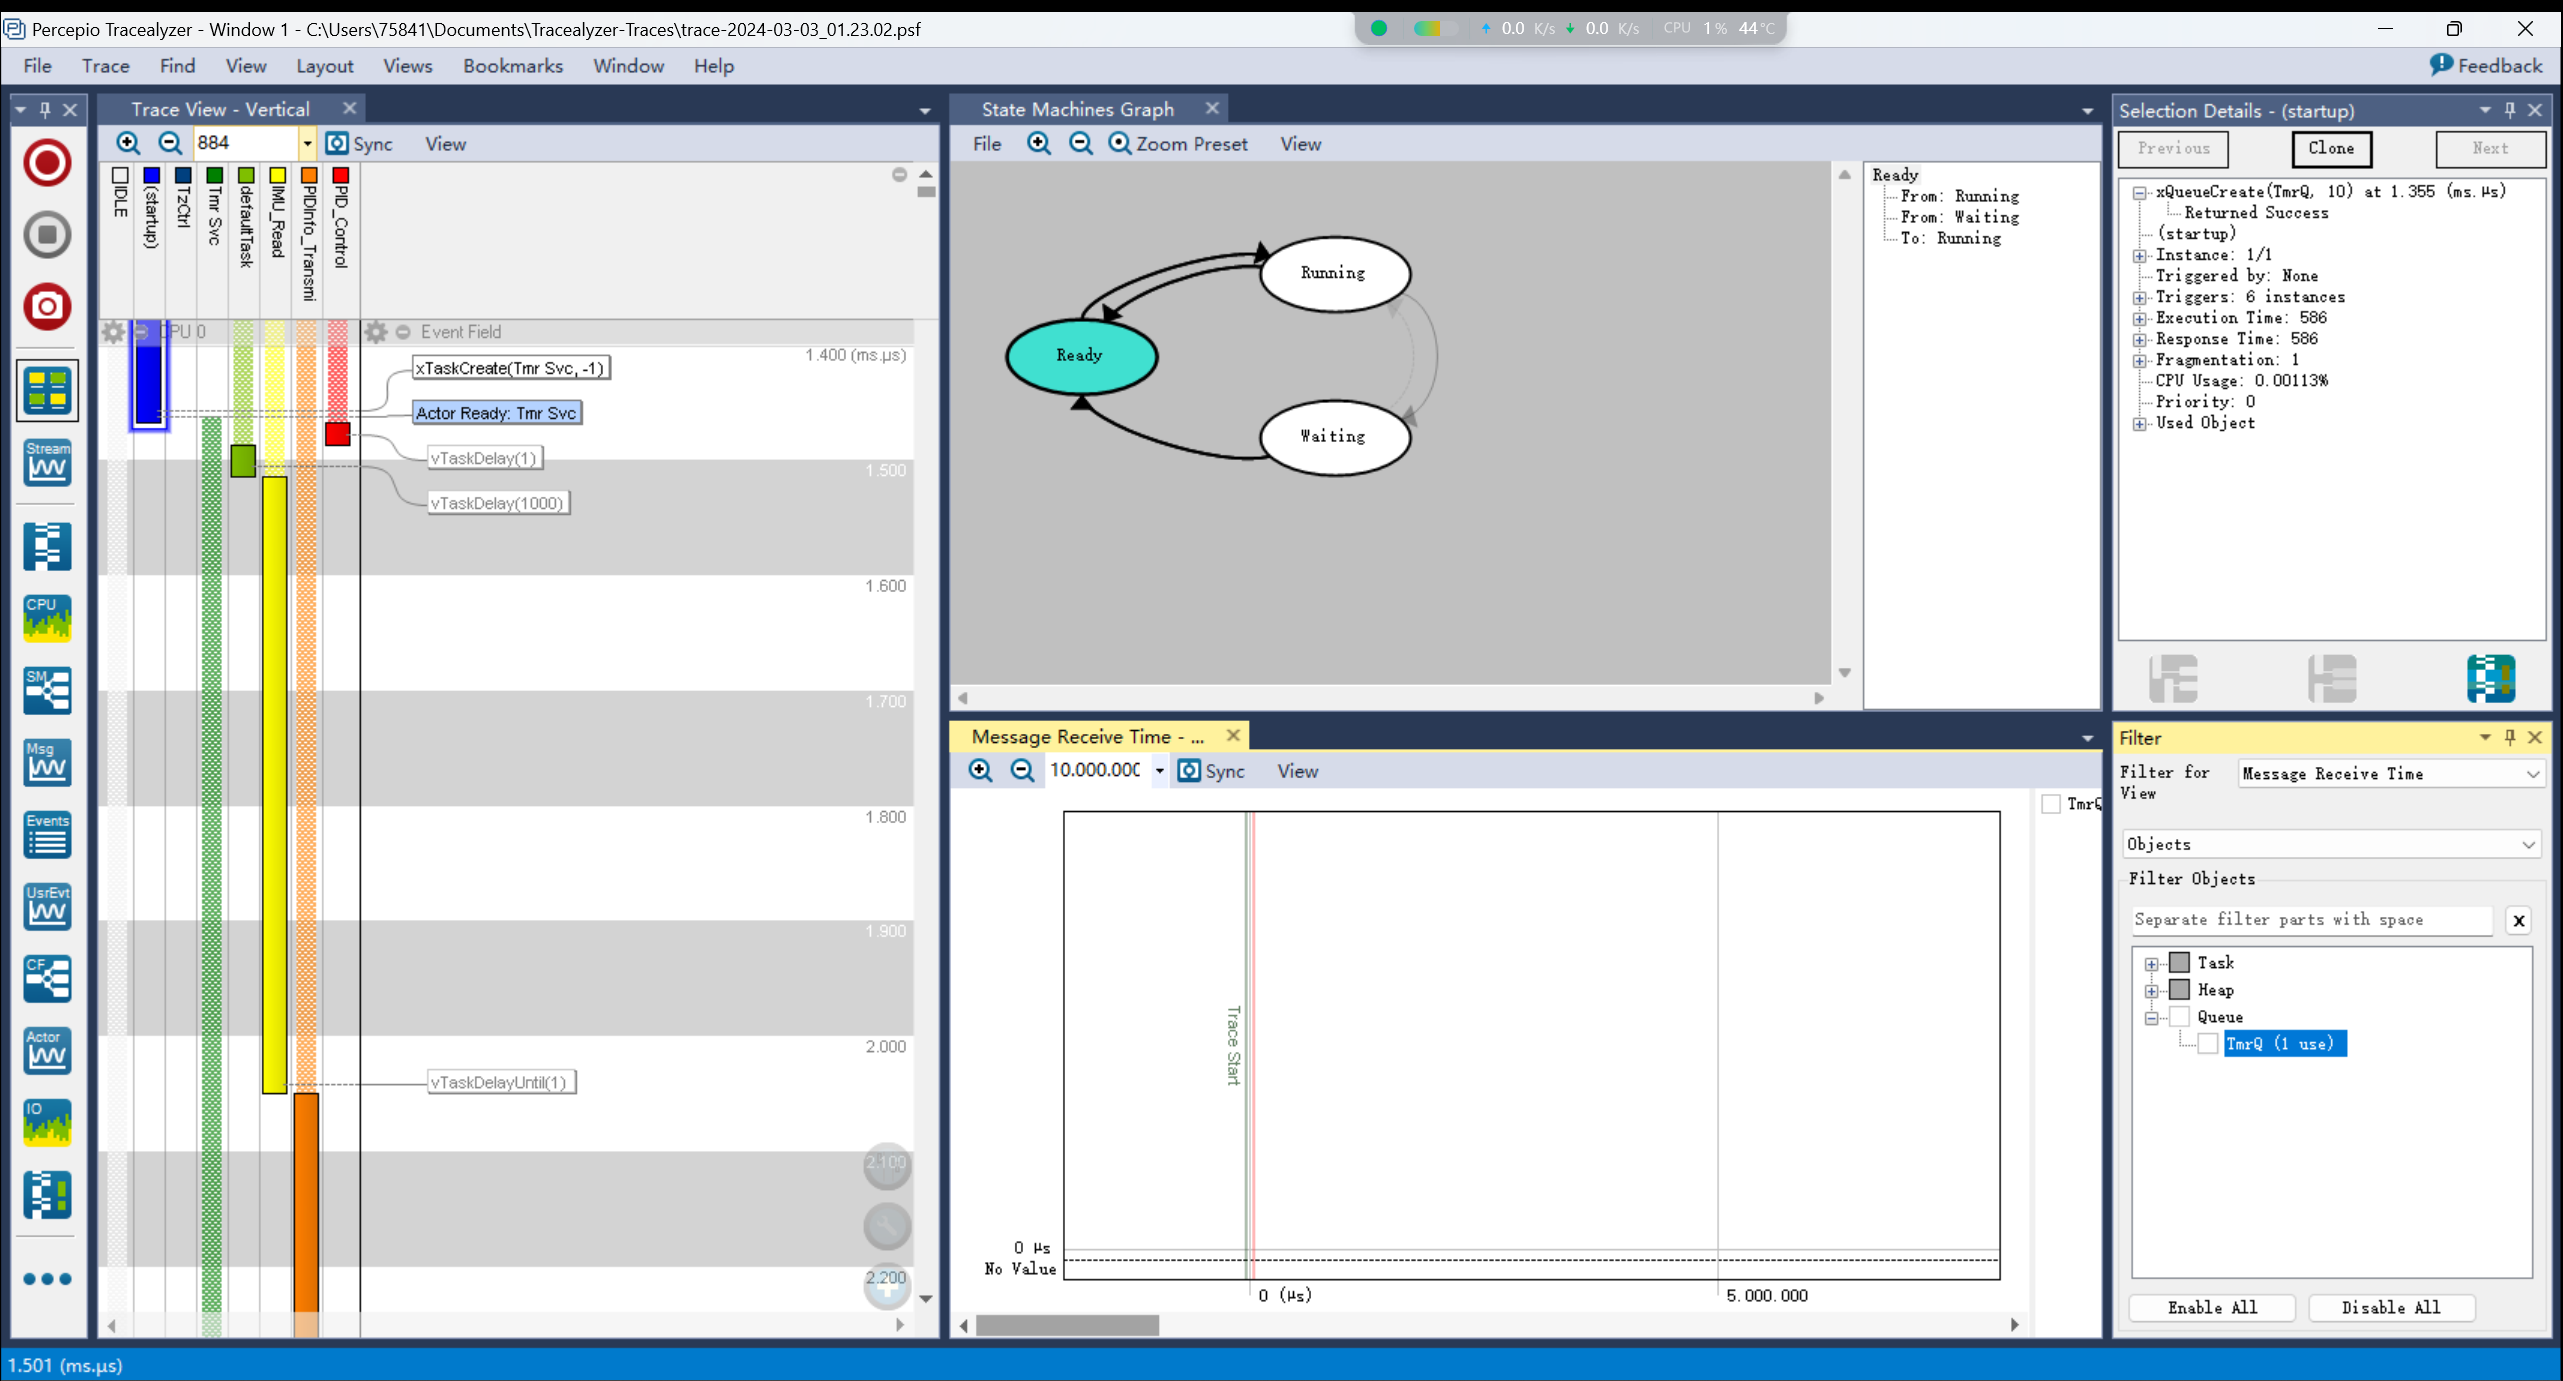 Percepio Tracealyzer - Window 1 - C:\Users\75841\Documents\Tracealyzer-Traces\trace-2024-03-03_01.23.02.psf
0.0 K/s 0.0 K/s CPU 1% 44°C
File Trace Find View Layout Views Bookmarks Window Help
Feedback
Trace View - Vertical
884 Sync View
IDLE
(startup)
TzCtrl
Tmr Svc
defaultTask
IMU_Read
PIDInfo_Transmi
PID_Control
CPU 0
Event Field
1.400 (ms.µs)
xTaskCreate(Tmr Svc, -1)
Actor Ready: Tmr Svc
vTaskDelay(1)
1.500
vTaskDelay(1000)
1.600
1.700
1.800
1.900
2.000
vTaskDelayUntil(1)
2.100
2.200
Stream
CPU
SM
Msg
Events
UsrEvt
CF
Actor
IO
State Machines Graph
File Zoom Preset View
Running
Ready
Waiting
Ready
From: Running
From: Waiting
To: Running
Message Receive Time - ...
10.000.000 Sync View
TmrQ
Trace Start
0 µs
No Value
0 (µs)
5.000.000
Selection Details - (startup)
Previous Clone Next
xQueueCreate(TmrQ, 10) at 1.355 (ms.µs)
Returned Success
(startup)
Instance: 1/1
Triggered by: None
Triggers: 6 instances
Execution Time: 586
Response Time: 586
Fragmentation: 1
CPU Usage: 0.00113%
Priority: 0
Used Object
Filter
Filter for
View
Message Receive Time
Objects
Filter Objects
Separate filter parts with space
x
Task
Heap
Queue
TmrQ (1 use)
Enable All Disable All
1.501 (ms.µs)